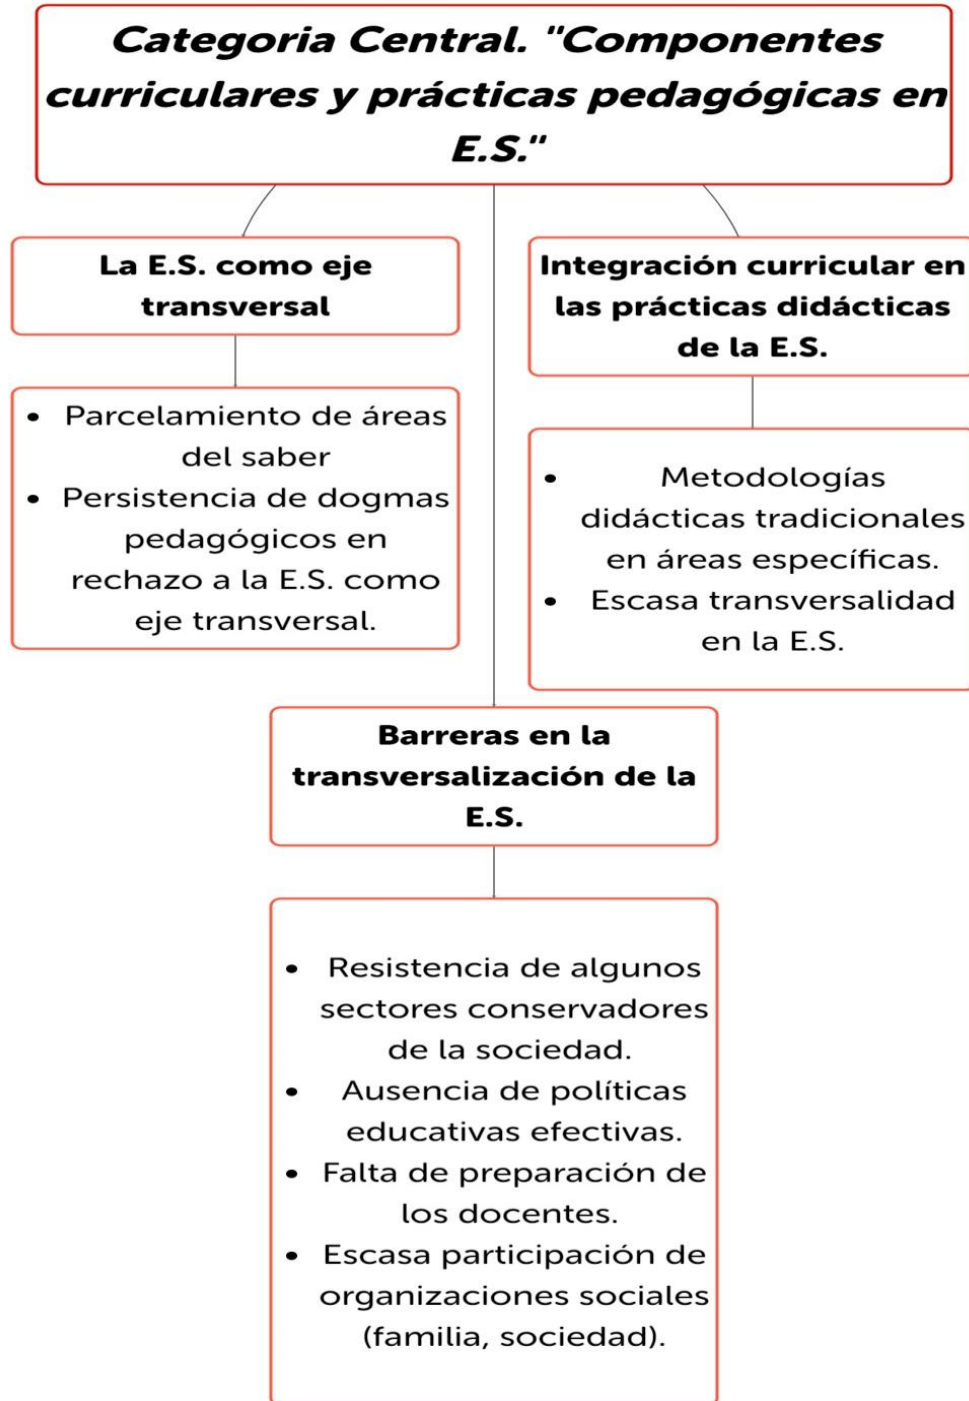 Categoria Central. "Componentes
curriculares y prácticas pedagógicas en
E.S."
La E.S. como eje
transversal
• Parcelamiento de áreas
del saber
• Persistencia de dogmas
pedagógicos en
rechazo a la E.S. como
eje transversal.
Integración curricular en
las prácticas didácticas
de la E.S.
• Metodologías
didácticas tradicionales
en áreas específicas.
• Escasa transversalidad
en la E.S.
Barreras en la
transversalización de la
E.S.
• Resistencia de algunos
sectores conservadores
de la sociedad.
• Ausencia de políticas
educativas efectivas.
• Falta de preparación de
los docentes.
• Escasa participación de
organizaciones sociales
(familia, sociedad).